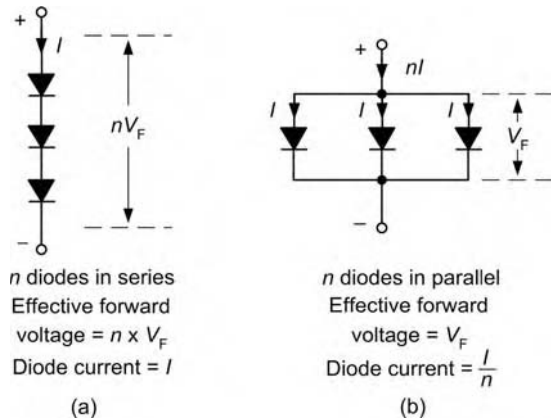 +
I
nV_F
−
n diodes in series
Effective forward
voltage = n x V_F
Diode current = I
(a)
+
nI
I I I
V_F
−
n diodes in parallel
Effective forward
voltage = V_F
Diode current = I/n
(b)